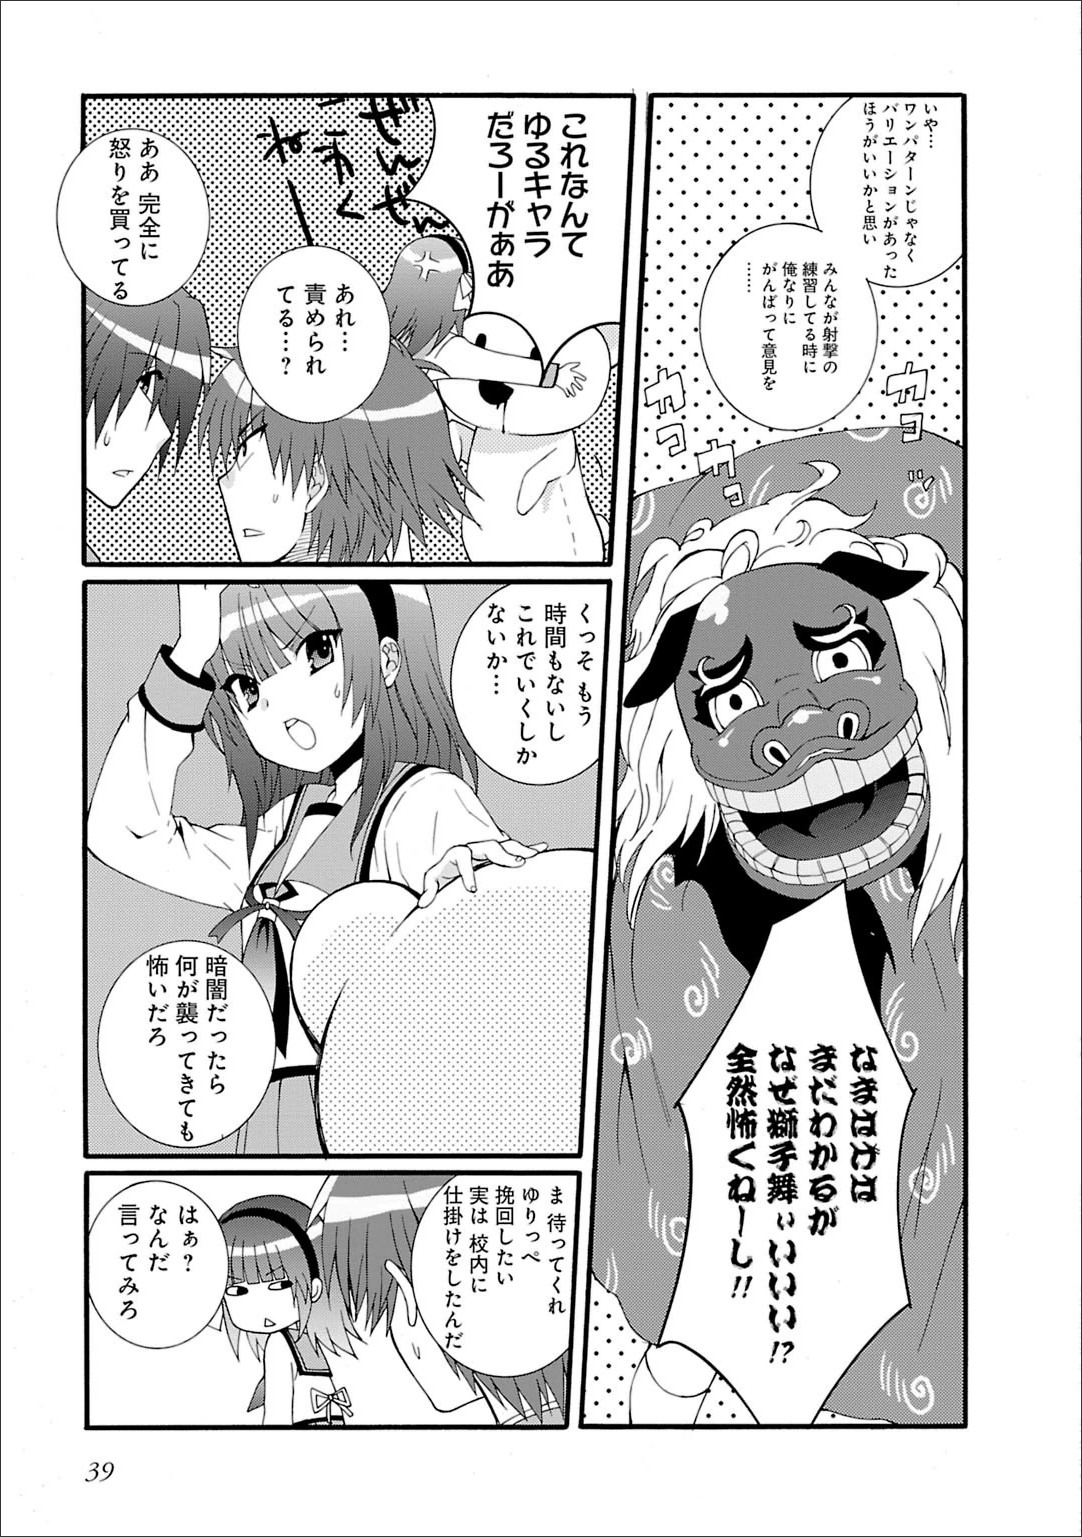 いや…
ワンパターンじゃなく
バリエーションがあった
ほうがいいかと思い
みんなが射撃の
練習してる時に
俺なりに
がんばって意見を
……
カコッ
カコ
カコ
なまはげは
まだわかるが
なぜ獅子舞ぃいいい!?
全然怖くねーし!!
これなんて
ゆるキャラ
だろーがぁぁ
ぜんぜん
こわく
ねー
あれ…
責められ
てる…?
ああ 完全に
怒りを買ってる
くっそ もう
時間もないし
これでいくしか
ないか…
暗闇だったら
何が襲ってきても
怖いだろ
ま 待ってくれ
ゆりっぺ
挽回したい
実は 校内に
仕掛けをしたんだ
はぁ?
なんだ
言ってみろ
39